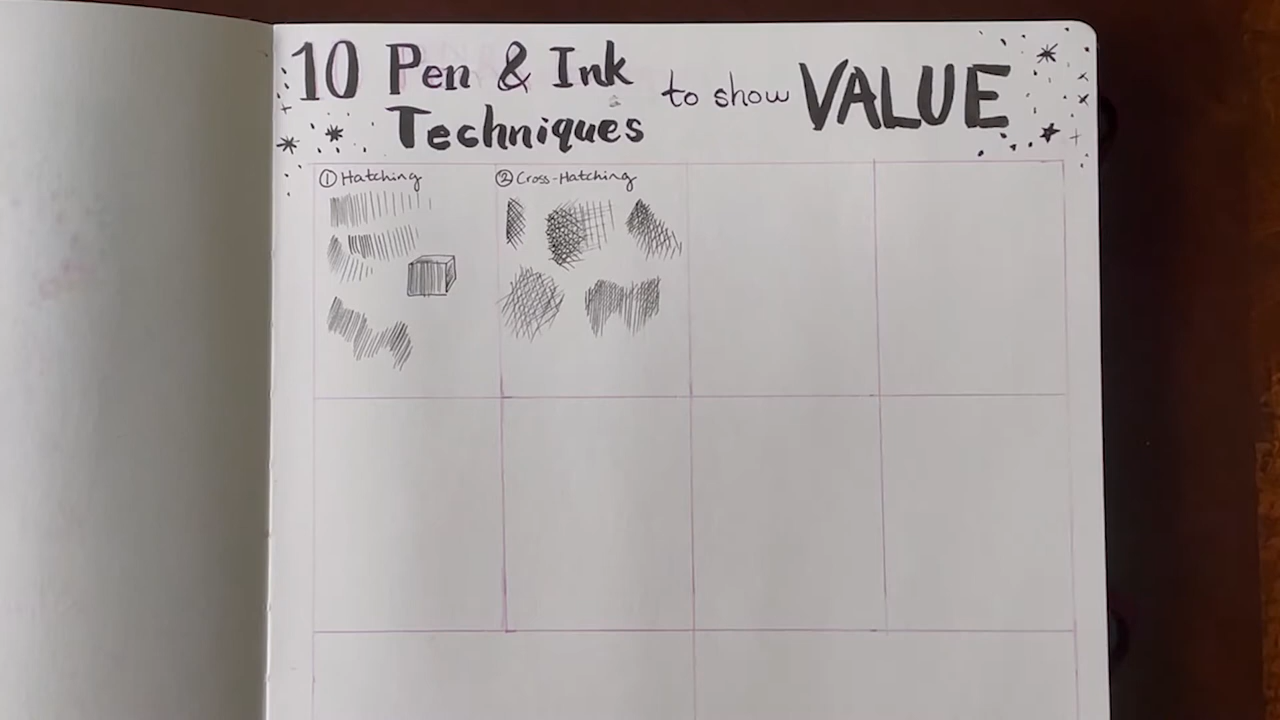 10 Pen & Ink
Techniques to show VALUE
① Hatching
② Cross-Hatching